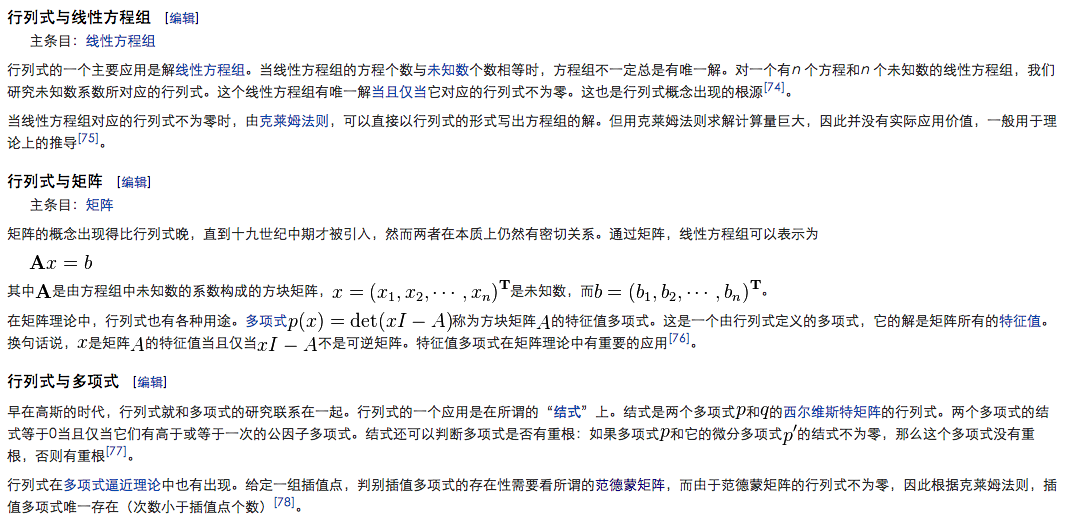 行列式与线性方程组 [编辑]
主条目：线性方程组
行列式的一个主要应用是解线性方程组。当线性方程组的方程个数与未知数个数相等时，方程组不一定总是有唯一解。对一个有n 个方程和n 个未知数的线性方程组，我们
研究未知数系数所对应的行列式。这个线性方程组有唯一解当且仅当它对应的行列式不为零。这也是行列式概念出现的根源[74]。
当线性方程组对应的行列式不为零时，由克莱姆法则，可以直接以行列式的形式写出方程组的解。但用克莱姆法则求解计算量巨大，因此并没有实际应用价值，一般用于理
论上的推导[75]。
行列式与矩阵 [编辑]
主条目：矩阵
矩阵的概念出现得比行列式晚，直到十九世纪中期才被引入，然而两者在本质上仍然有密切关系。通过矩阵，线性方程组可以表示为
Ax = b
其中A是由方程组中未知数的系数构成的方块矩阵，x = (x₁, x₂, ⋯ , xₙ)ᵀ是未知数，而b = (b₁, b₂, ⋯ , bₙ)ᵀ。
在矩阵理论中，行列式也有各种用途。多项式p(x) = det(xI − A)称为方块矩阵A的特征值多项式。这是一个由行列式定义的多项式，它的解是矩阵所有的特征值。
换句话说，x是矩阵A的特征值当且仅当xI − A不是可逆矩阵。特征值多项式在矩阵理论中有重要的应用[76]。
行列式与多项式 [编辑]
早在高斯的时代，行列式就和多项式的研究联系在一起。行列式的一个应用是在所谓的“结式”上。结式是两个多项式p和q的西尔维斯特矩阵的行列式。两个多项式的结
式等于0当且仅当它们有高于或等于一次的公因子多项式。结式还可以判断多项式是否有重根：如果多项式p和它的微分多项式p′的结式不为零，那么这个多项式没有重
根，否则有重根[77]。
行列式在多项式逼近理论中也有出现。给定一组插值点，判别插值多项式的存在性需要看所谓的范德蒙矩阵，而由于范德蒙矩阵的行列式不为零，因此根据克莱姆法则，插
值多项式唯一存在（次数小于插值点个数）[78]。